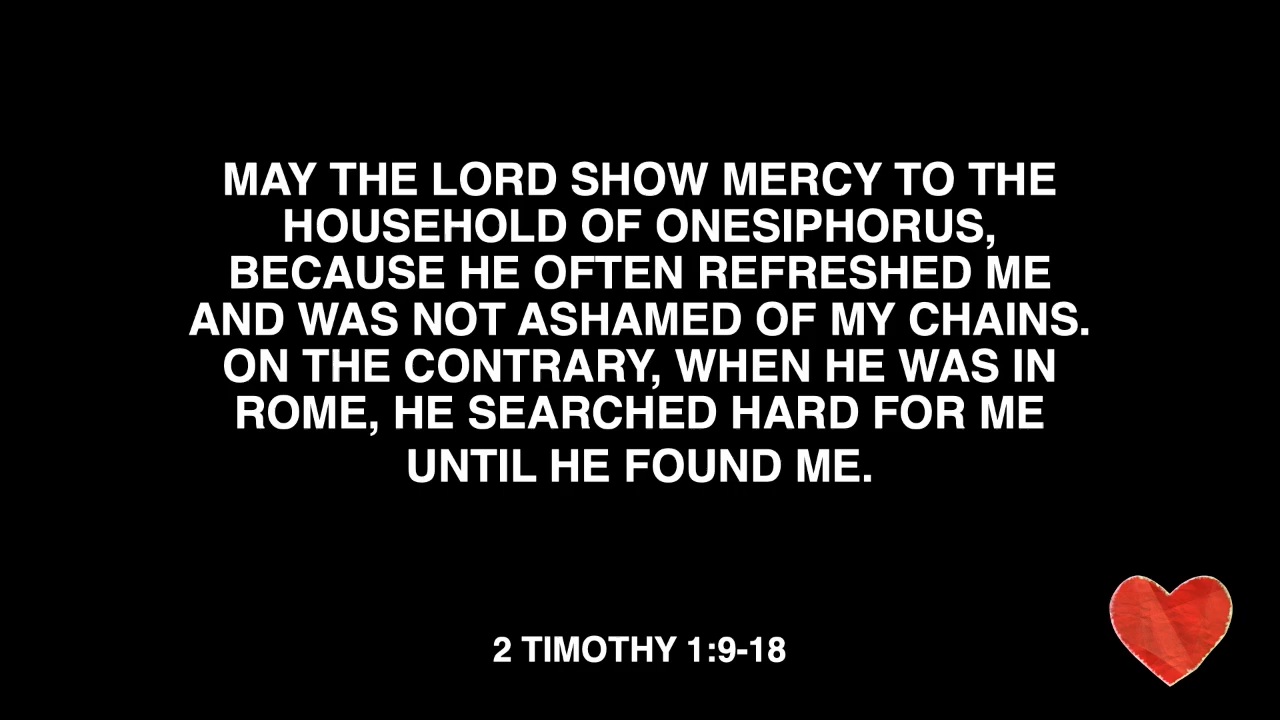 MAY THE LORD SHOW MERCY TO THE
HOUSEHOLD OF ONESIPHORUS,
BECAUSE HE OFTEN REFRESHED ME
AND WAS NOT ASHAMED OF MY CHAINS.
ON THE CONTRARY, WHEN HE WAS IN
ROME, HE SEARCHED HARD FOR ME
UNTIL HE FOUND ME.
2 TIMOTHY 1:9-18